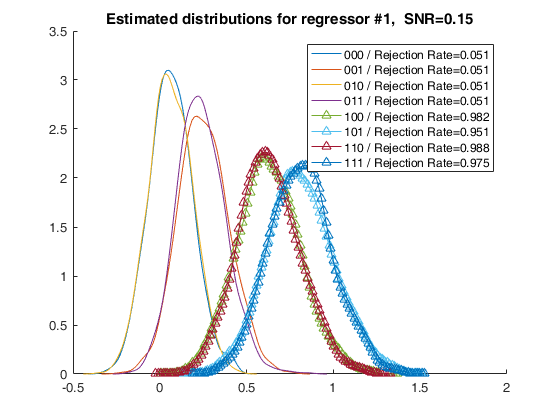 Estimated distributions for regressor #1,  SNR=0.15
3.5
3
2.5
2
1.5
1
0.5
0
000 / Rejection Rate=0.051
001 / Rejection Rate=0.051
010 / Rejection Rate=0.051
011 / Rejection Rate=0.051
100 / Rejection Rate=0.982
101 / Rejection Rate=0.951
110 / Rejection Rate=0.988
111 / Rejection Rate=0.975
-0.5 0 0.5 1 1.5 2